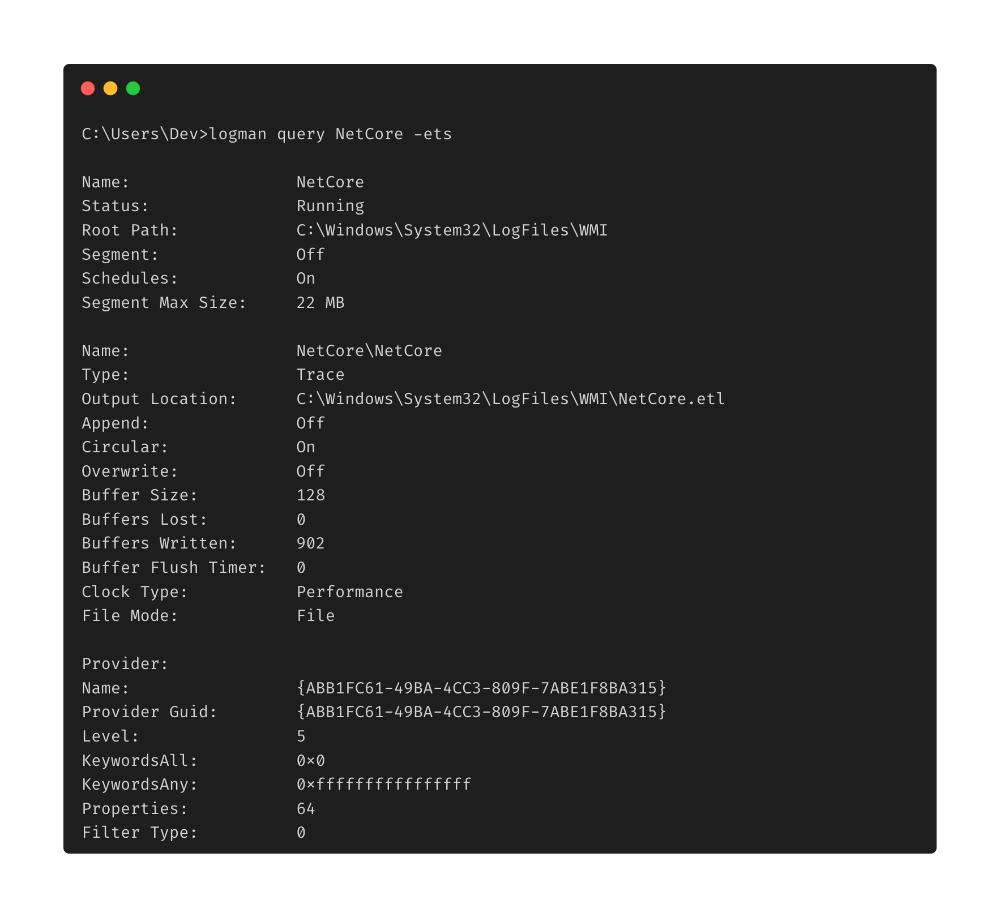 C:\Users\Dev>logman query NetCore -ets
Name: NetCore
Status: Running
Root Path: C:\Windows\System32\LogFiles\WMI
Segment: Off
Schedules: On
Segment Max Size: 22 MB
Name: NetCore\NetCore
Type: Trace
Output Location: C:\Windows\System32\LogFiles\WMI\NetCore.etl
Append: Off
Circular: On
Overwrite: Off
Buffer Size: 128
Buffers Lost: 0
Buffers Written: 902
Buffer Flush Timer: 0
Clock Type: Performance
File Mode: File
Provider:
Name: {ABB1FC61-49BA-4CC3-809F-7ABE1F8BA315}
Provider Guid: {ABB1FC61-49BA-4CC3-809F-7ABE1F8BA315}
Level: 5
KeywordsAll: 0x0
KeywordsAny: 0xffffffffffffffff
Properties: 64
Filter Type: 0